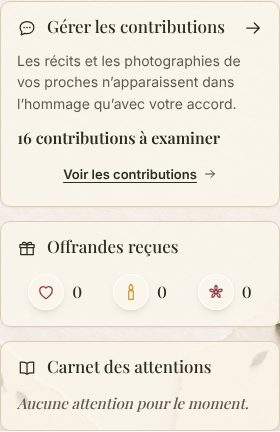 Gérer les contributions
Les récits et les photographies de
vos proches n’apparaissent dans
l’hommage qu’avec votre accord.
16 contributions à examiner
Voir les contributions
Offrandes reçues
0 0 0
Carnet des attentions
Aucune attention pour le moment.